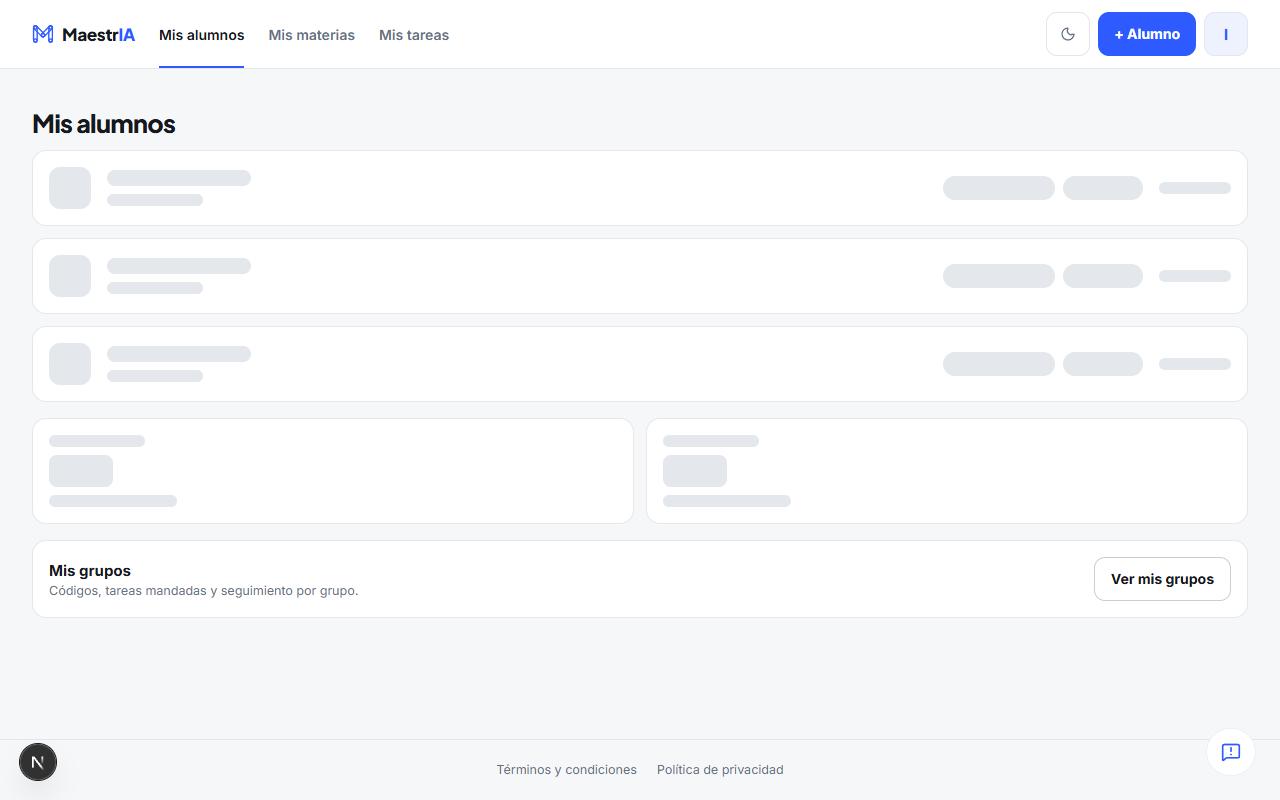 MaestrIA
Mis alumnos
Mis materias
Mis tareas
+ Alumno
I
Mis alumnos
Mis grupos
Códigos, tareas mandadas y seguimiento por grupo.
Ver mis grupos
N
Términos y condiciones
Política de privacidad